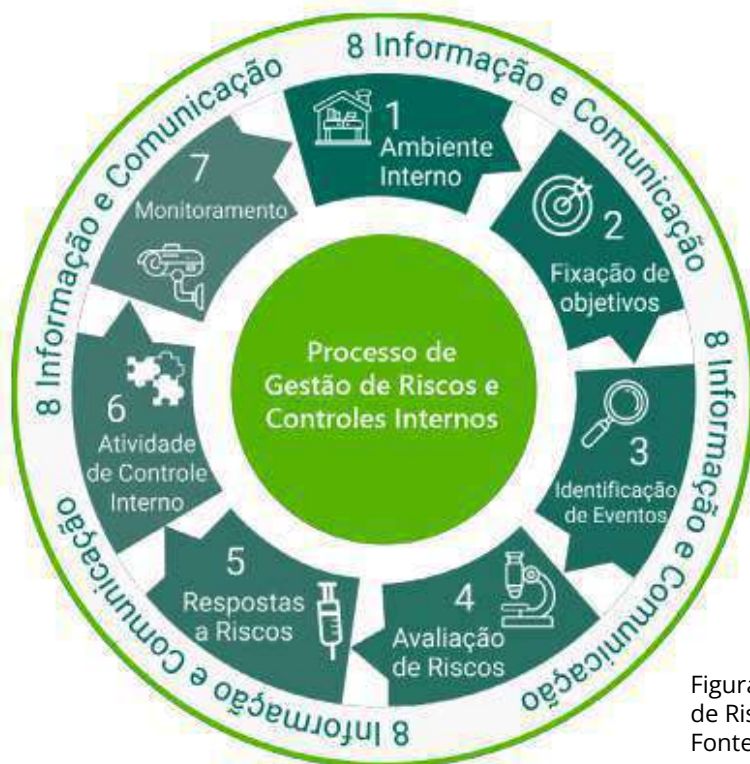 8 Informação e Comunicação
8 Informação e Comunicação
8 Informação e Comunicação
8 Informação e Comunicação
1
Ambiente
Interno
2
Fixação de
objetivos
3
Identificação
de Eventos
4
Avaliação
de Riscos
5
Respostas
a Riscos
6
Atividade
de Controle
Interno
7
Monitoramento
Processo de
Gestão de Riscos e
Controles Internos
Figura
de Ris
Fonte